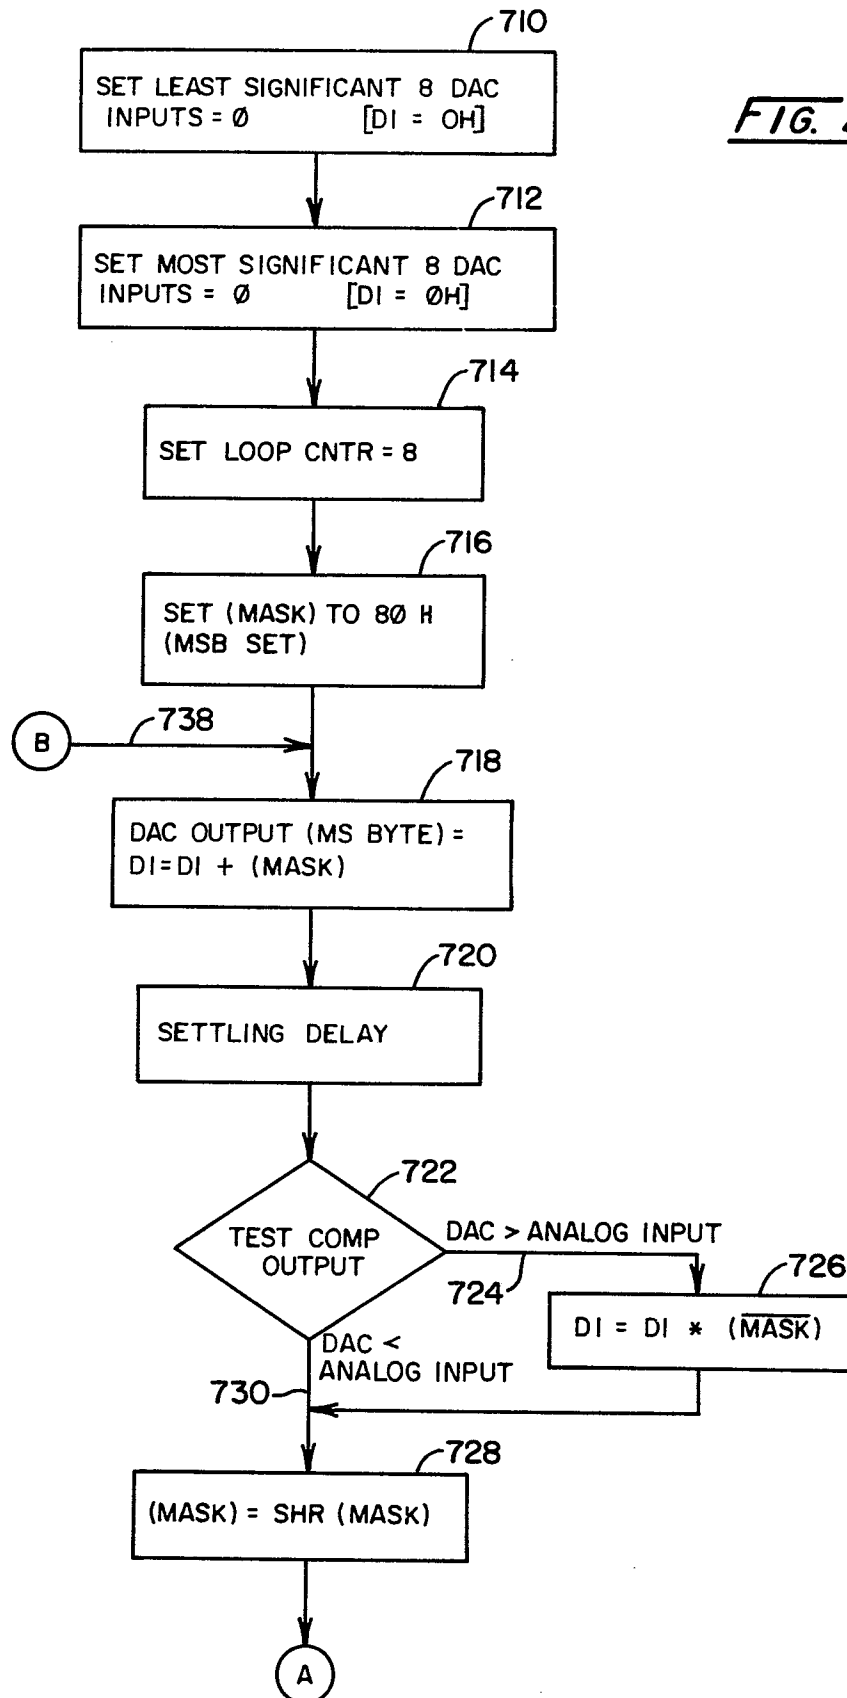 710
SET LEAST SIGNIFICANT 8 DAC
INPUTS = Ø [DI = OH]
FIG.
712
SET MOST SIGNIFICANT 8 DAC
INPUTS = Ø [DI = ØH]
714
SET LOOP CNTR = 8
716
SET (MASK) TO 8Ø H
(MSB SET)
B
738
718
DAC OUTPUT (MS BYTE) =
DI = DI + (MASK)
720
SETTLING DELAY
722
TEST COMP
OUTPUT
DAC > ANALOG INPUT
724
726
DI = DI * (M̅A̅S̅K̅)
DAC <
ANALOG INPUT
730
728
(MASK) = SHR (MASK)
A